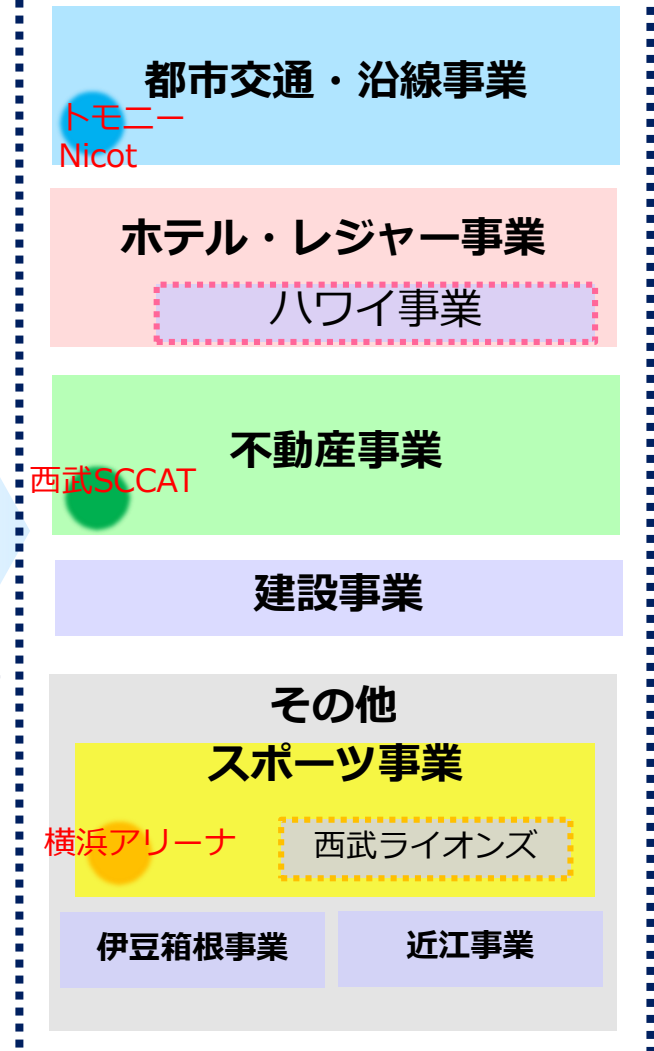 都市交通・沿線事業
トモニー
Nicot
ホテル・レジャー事業
ハワイ事業
不動産事業
西武SCCAT
建設事業
その他
スポーツ事業
横浜アリーナ
西武ライオンズ
伊豆箱根事業
近江事業